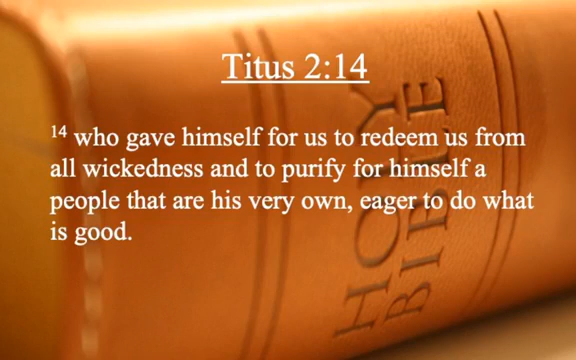 Titus 2:14
14 who gave himself for us to redeem us from
all wickedness and to purify for himself a
people that are his very own, eager to do what
is good.
HOLY
BIBLE